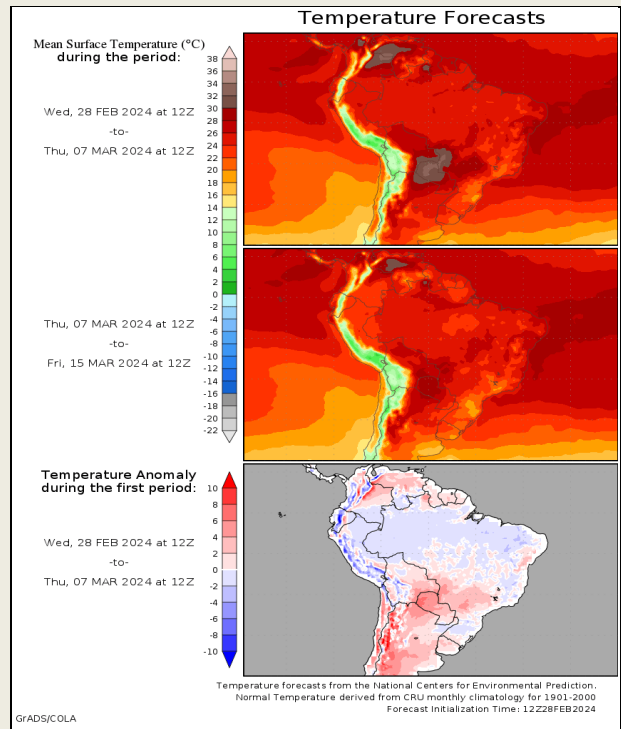 Temperature Forecasts
Mean Surface Temperature (°C)
during the period:
Wed, 28 FEB 2024 at 12Z
-to-
Thu, 07 MAR 2024 at 12Z
38
36
34
32
30
28
26
24
22
20
18
16
14
12
10
8
6
4
2
0
-2
-4
-6
-8
-10
-12
-14
-16
-18
-20
-22
Thu, 07 MAR 2024 at 12Z
-to-
Fri, 15 MAR 2024 at 12Z
Temperature Anomaly
during the first period:
Wed, 28 FEB 2024 at 12Z
-to-
Thu, 07 MAR 2024 at 12Z
10
8
6
4
2
0
-2
-4
-6
-8
-10
Temperature forecasts from the National Centers for Environmental Prediction.
Normal Temperature derived from CRU monthly climatology for 1901-2000
Forecast Initialization Time: 12Z28FEB2024
GrADS/COLA